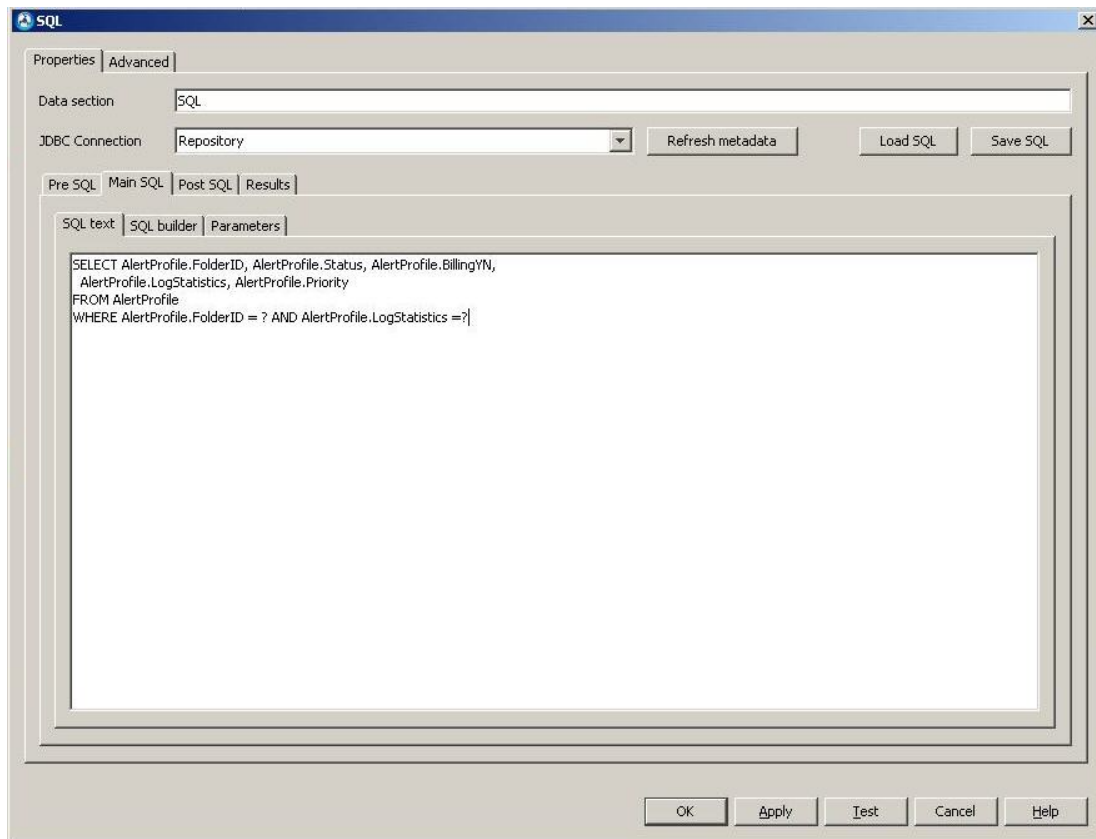 SQL
Properties Advanced
Data section SQL
JDBC Connection Repository Refresh metadata Load SQL Save SQL
Pre SQL Main SQL Post SQL Results
SQL text SQL builder Parameters
SELECT AlertProfile.FolderID, AlertProfile.Status, AlertProfile.BillingYN,
AlertProfile.LogStatistics, AlertProfile.Priority
FROM AlertProfile
WHERE AlertProfile.FolderID = ? AND AlertProfile.LogStatistics =?
OK Apply Test Cancel Help